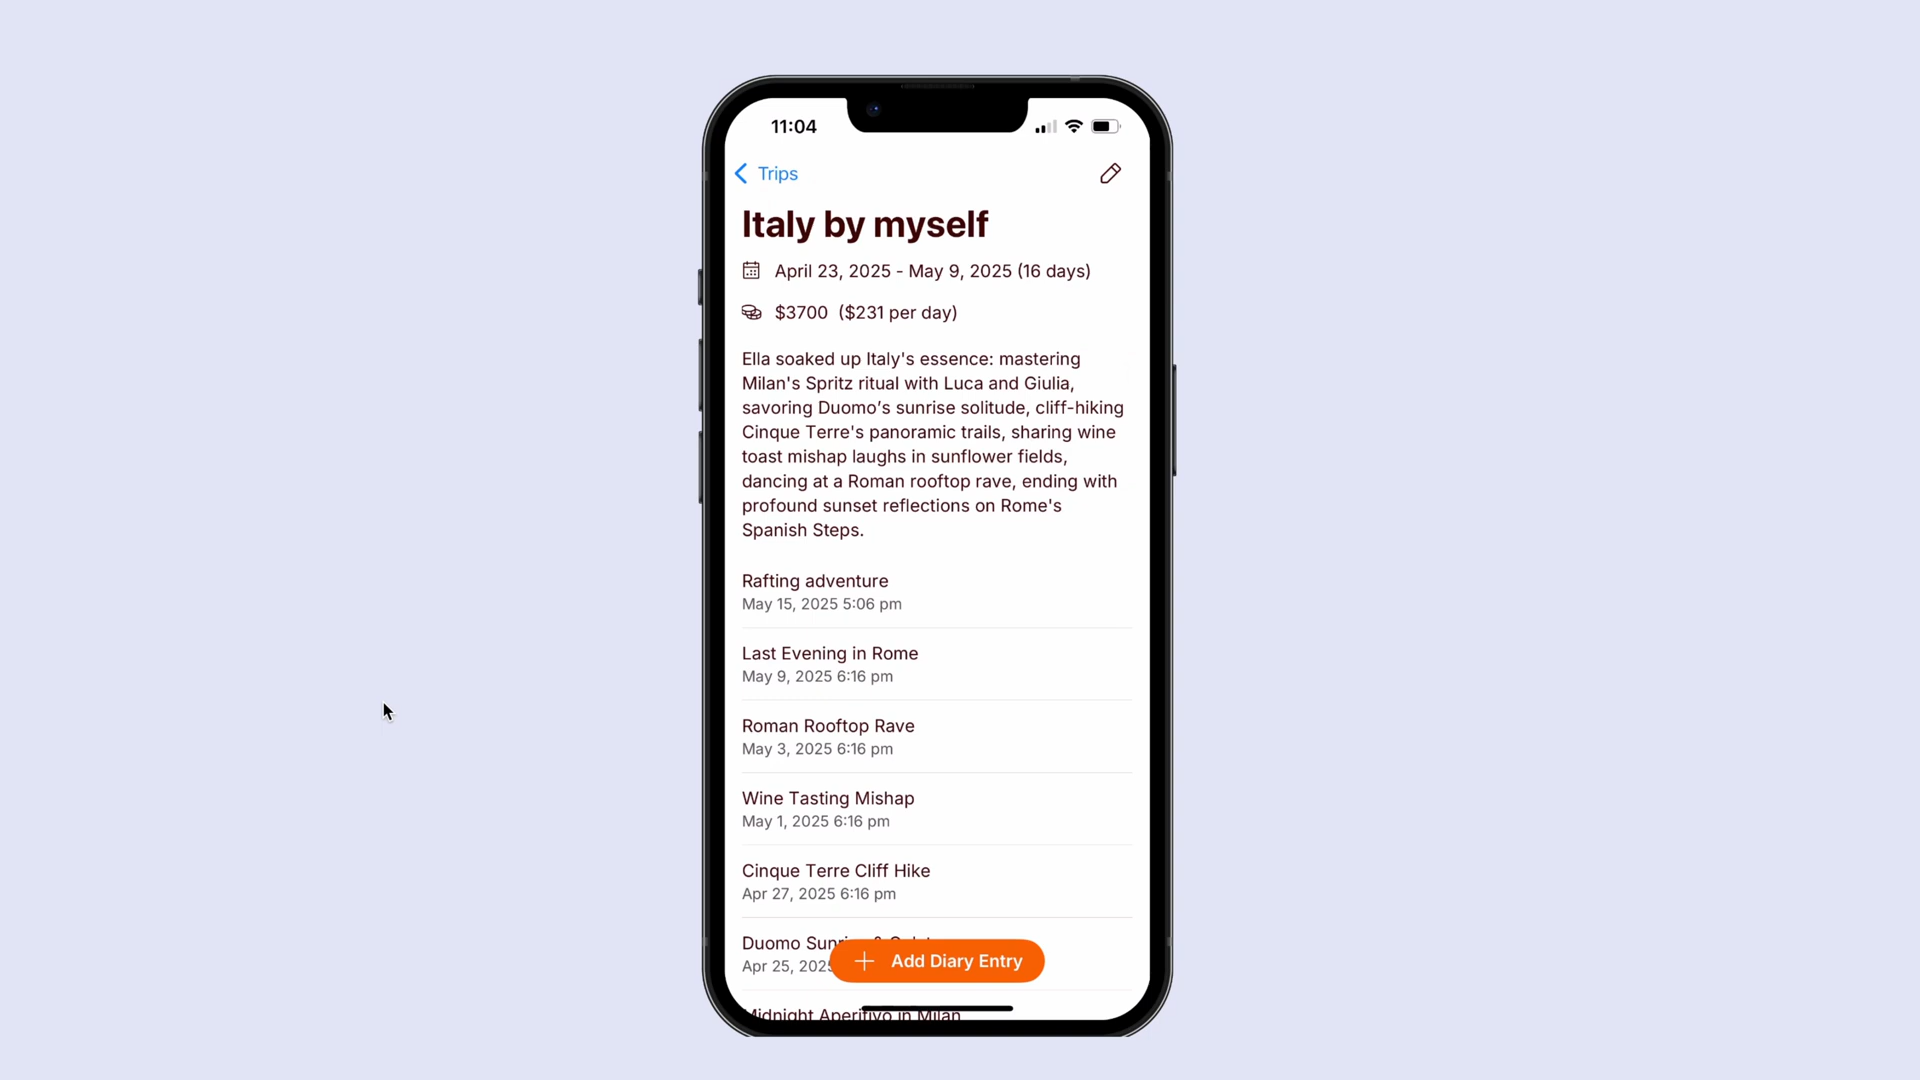 11:04
Trips
Italy by myself
April 23, 2025 - May 9, 2025 (16 days)
$3700 ($231 per day)
Ella soaked up Italy's essence: mastering
Milan's Spritz ritual with Luca and Giulia,
savoring Duomo’s sunrise solitude, cliff-hiking
Cinque Terre's panoramic trails, sharing wine
toast mishap laughs in sunflower fields,
dancing at a Roman rooftop rave, ending with
profound sunset reflections on Rome's
Spanish Steps.
Rafting adventure
May 15, 2025 5:06 pm
Last Evening in Rome
May 9, 2025 6:16 pm
Roman Rooftop Rave
May 3, 2025 6:16 pm
Wine Tasting Mishap
May 1, 2025 6:16 pm
Cinque Terre Cliff Hike
Apr 27, 2025 6:16 pm
Duomo
Apr 25, 2025
Add Diary Entry
Midnight Aperitivo in Milan